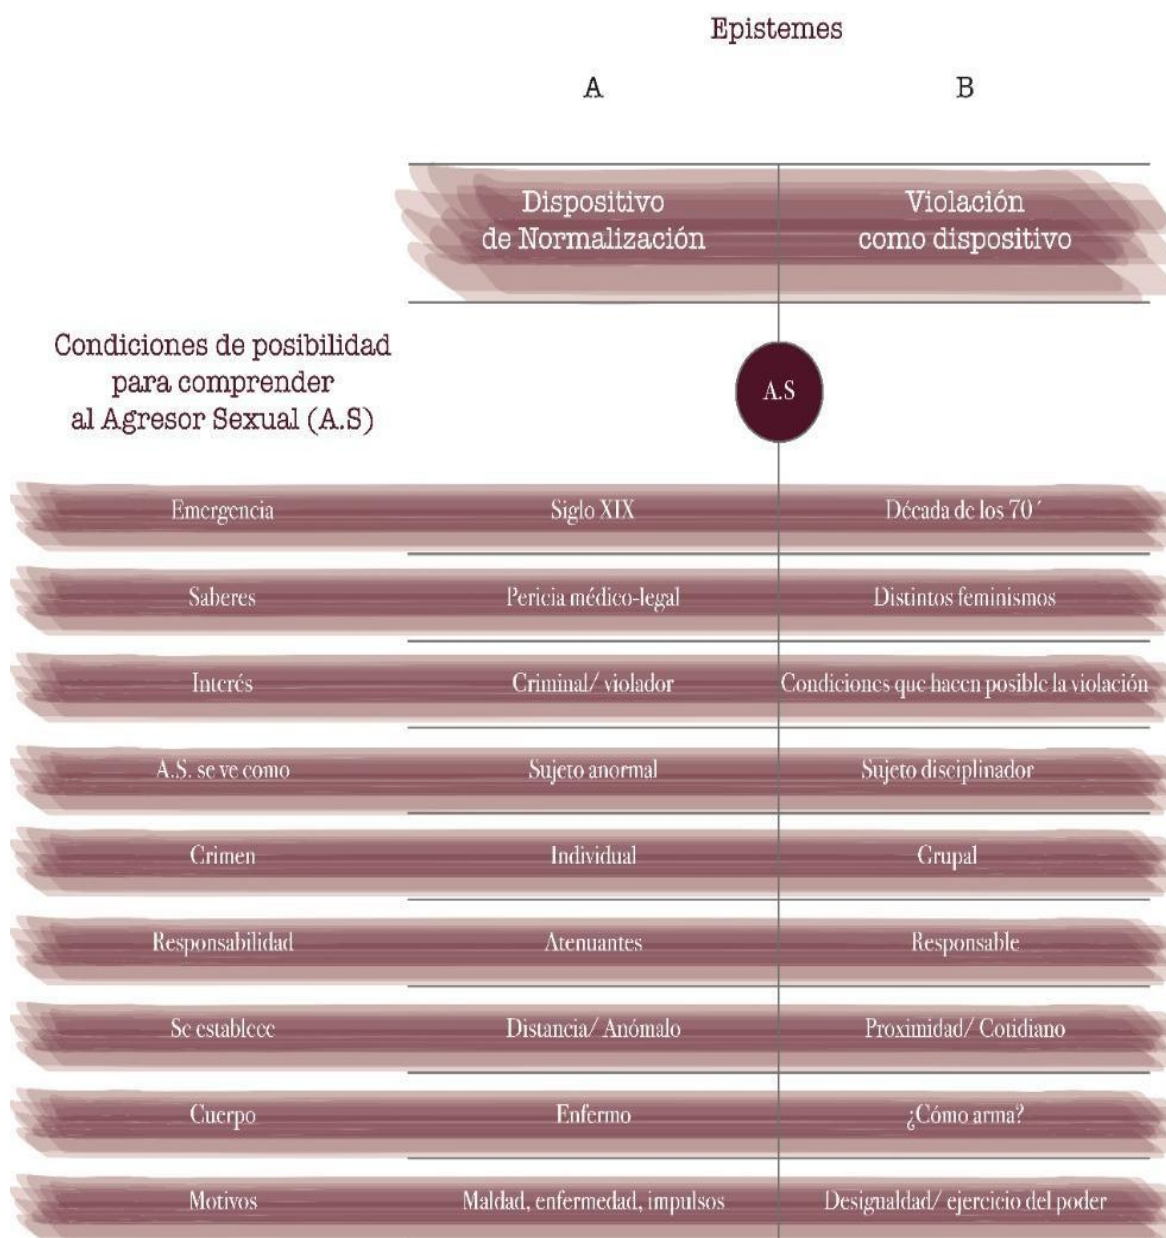 Epistemes
A B
Dispositivo
de Normalización
Violación
como dispositivo
Condiciones de posibilidad
para comprender
al Agresor Sexual (A.S)
A.S
Emergencia Siglo XIX Década de los 70´
Saberes Pericia médico-legal Distintos feminismos
Interés Criminal/ violador Condiciones que hacen posible la violación
A.S. se ve como Sujeto anormal Sujeto disciplinador
Crimen Individual Grupal
Responsabilidad Atenuantes Responsable
Se establece Distancia/ Anómalo Proximidad/ Cotidiano
Cuerpo Enfermo ¿Cómo arma?
Motivos Maldad, enfermedad, impulsos Desigualdad/ ejercicio del poder